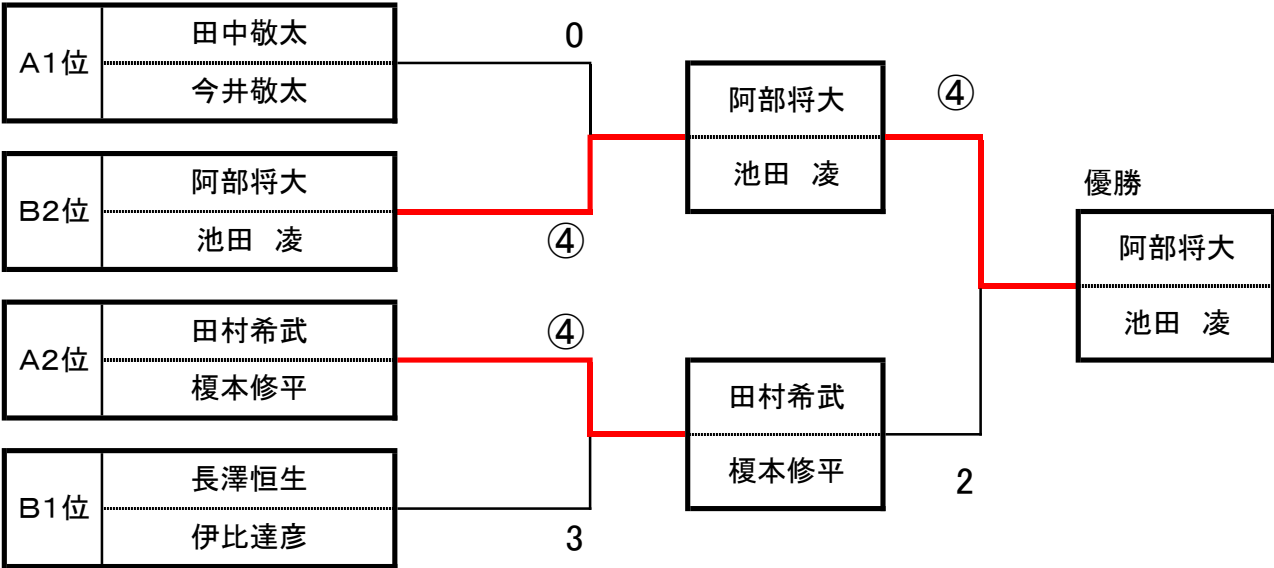 A1位
田中敬太
今井敬太
0
B2位
阿部将大
池田　凌
④
A2位
田村希武
榎本修平
④
B1位
長澤恒生
伊比達彦
3
阿部将大
池田　凌
④
田村希武
榎本修平
2
優勝
阿部将大
池田　凌